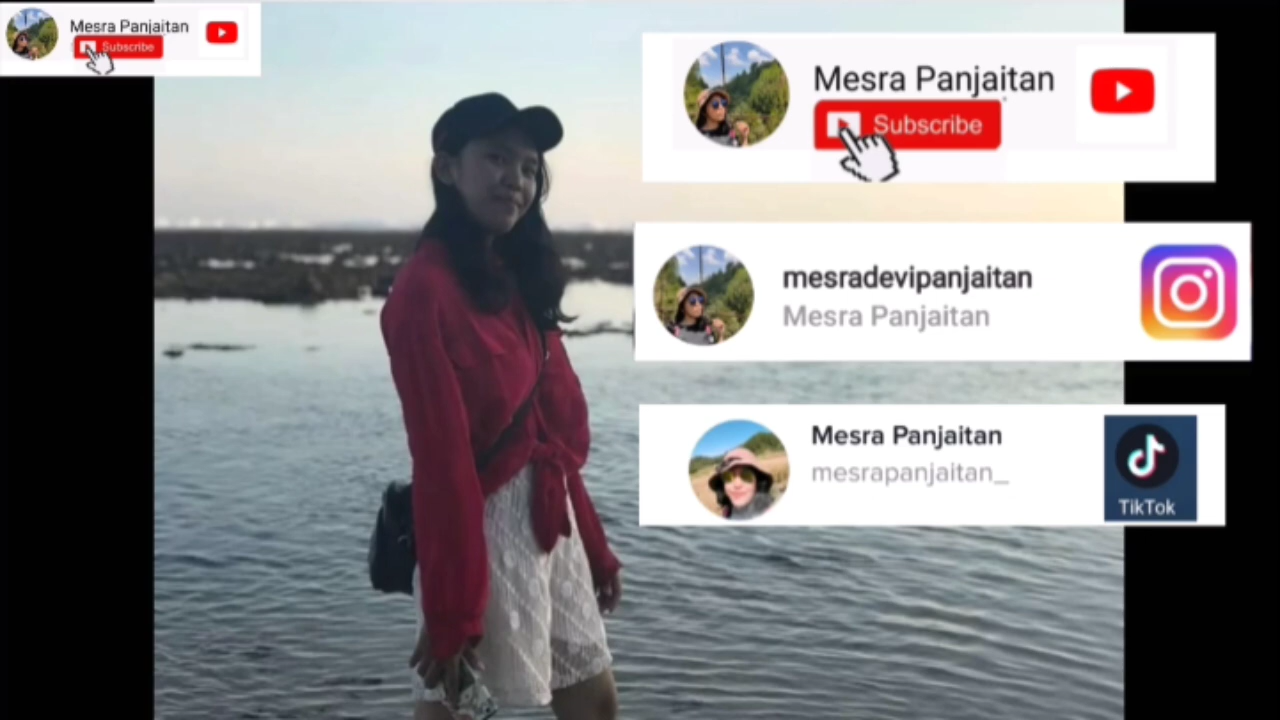 Mesra Panjaitan
Subscribe
Mesra Panjaitan
Subscribe
mesradevipanjaitan
Mesra Panjaitan
Mesra Panjaitan
mesrapanjaitan_
TikTok